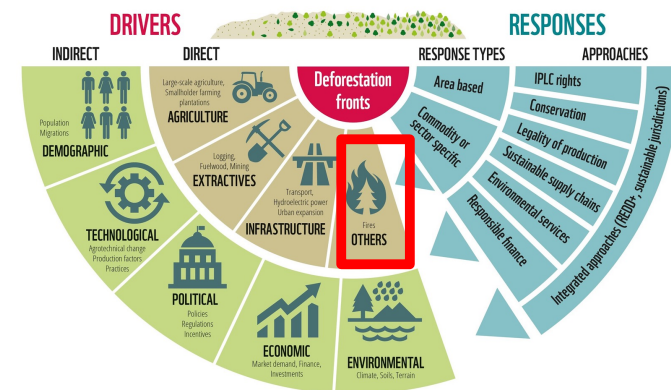 DRIVERS
RESPONSES
INDIRECT
DIRECT
RESPONSE TYPES
APPROACHES
Deforestation
fronts
Large-scale agriculture,
Smallholder farming
plantations
AGRICULTURE
Logging,
Fuelwood, Mining
EXTRACTIVES
Transport,
Hydroelectric power
Urban expansion
INFRASTRUCTURE
Fires
OTHERS
Population
Migrations
DEMOGRAPHIC
TECHNOLOGICAL
Agrotechnical change
Production factors
Practices
POLITICAL
Policies
Regulations
Incentives
ECONOMIC
Market demand, Finance,
Investments
ENVIRONMENTAL
Climate, Soils, Terrain
Area based
Commodity or
sector-specific
IPLC rights
Conservation
Legality of production
Sustainable supply chains
Environmental services
Responsible finance
Integrated approaches (REDD+, sustainable jurisdictions)